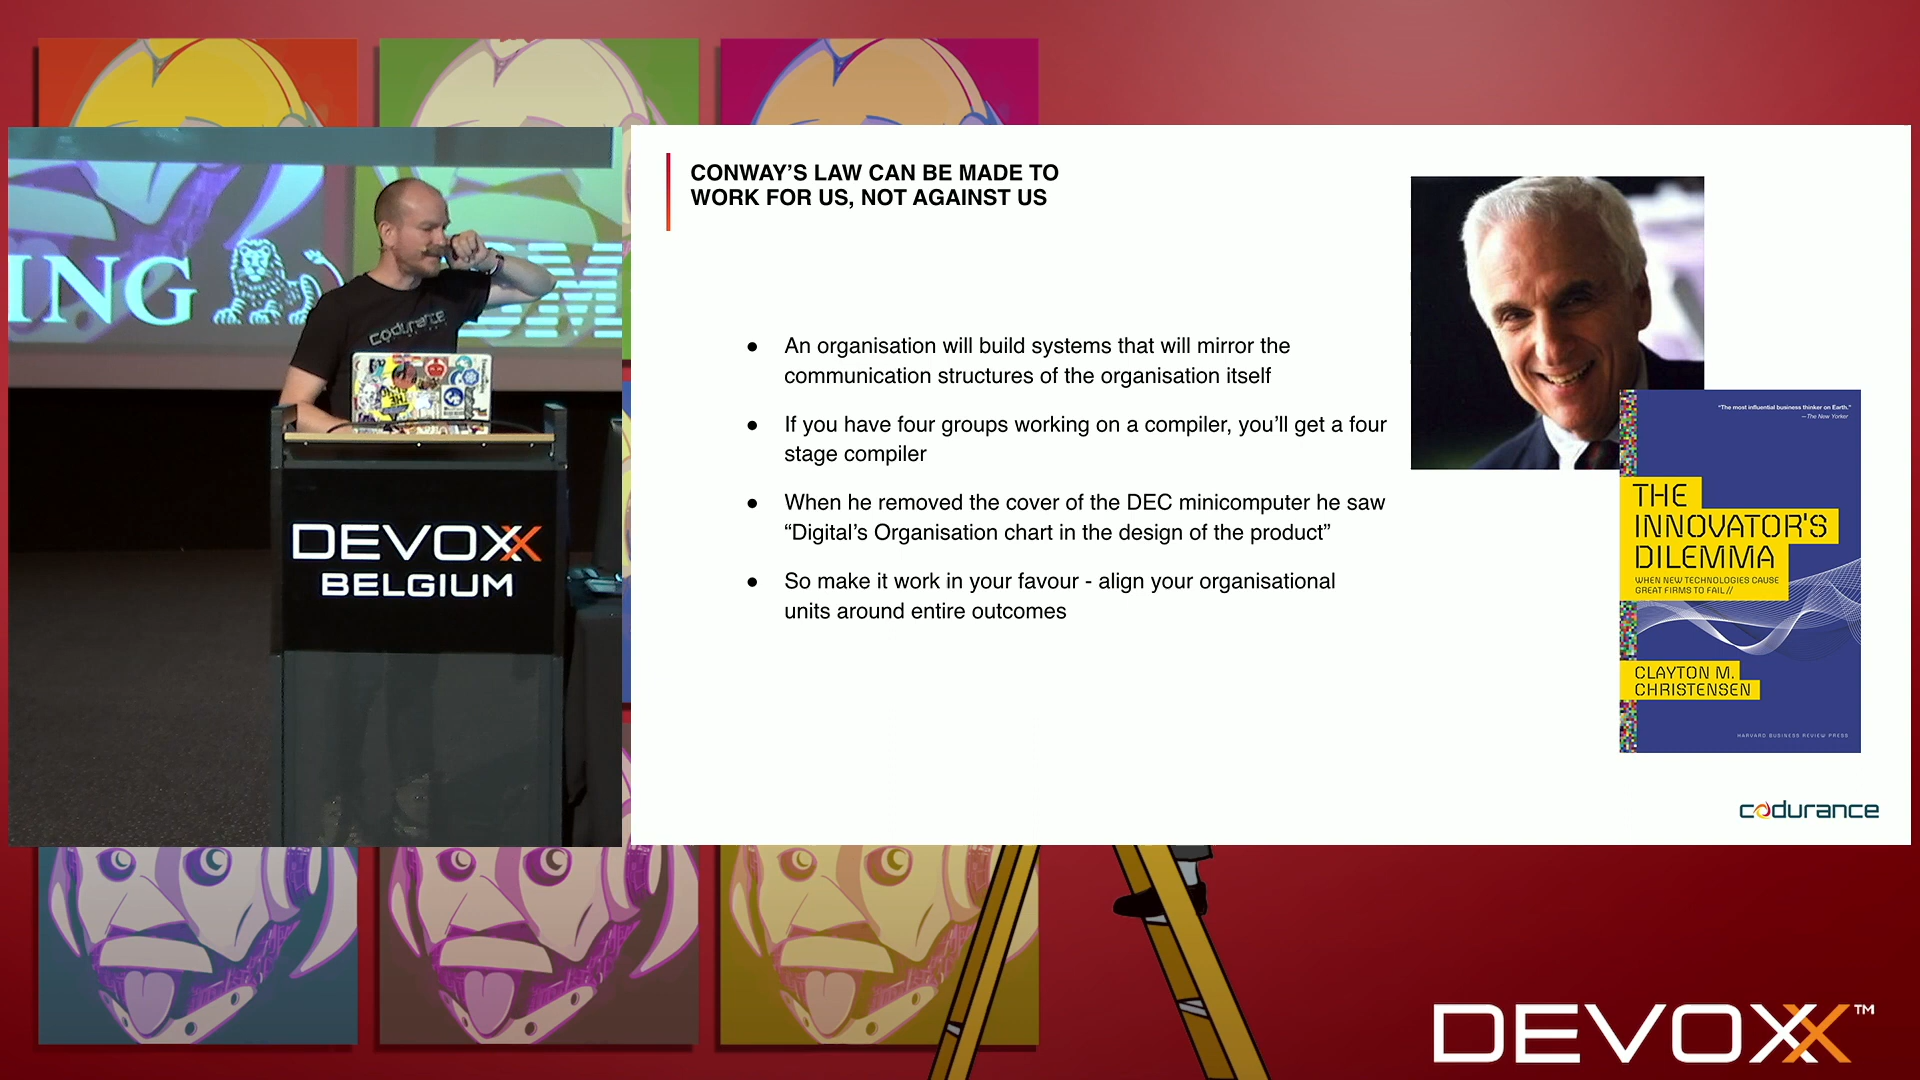 CONWAY’S LAW CAN BE MADE TO
WORK FOR US, NOT AGAINST US
● An organisation will build systems that will mirror the
communication structures of the organisation itself
● If you have four groups working on a compiler, you’ll get a four
stage compiler
● When he removed the cover of the DEC minicomputer he saw
“Digital’s Organisation chart in the design of the product”
● So make it work in your favour - align your organisational
units around entire outcomes
"The most influential business thinker on Earth."
—The New Yorker
THE
INNOVATOR'S
DILEMMA
WHEN NEW TECHNOLOGIES CAUSE
GREAT FIRMS TO FAIL//
CLAYTON M.
CHRISTENSEN
HARVARD BUSINESS REVIEW PRESS
codurance
ING
codurance
DEVOXX
BELGIUM
DEVOXX™